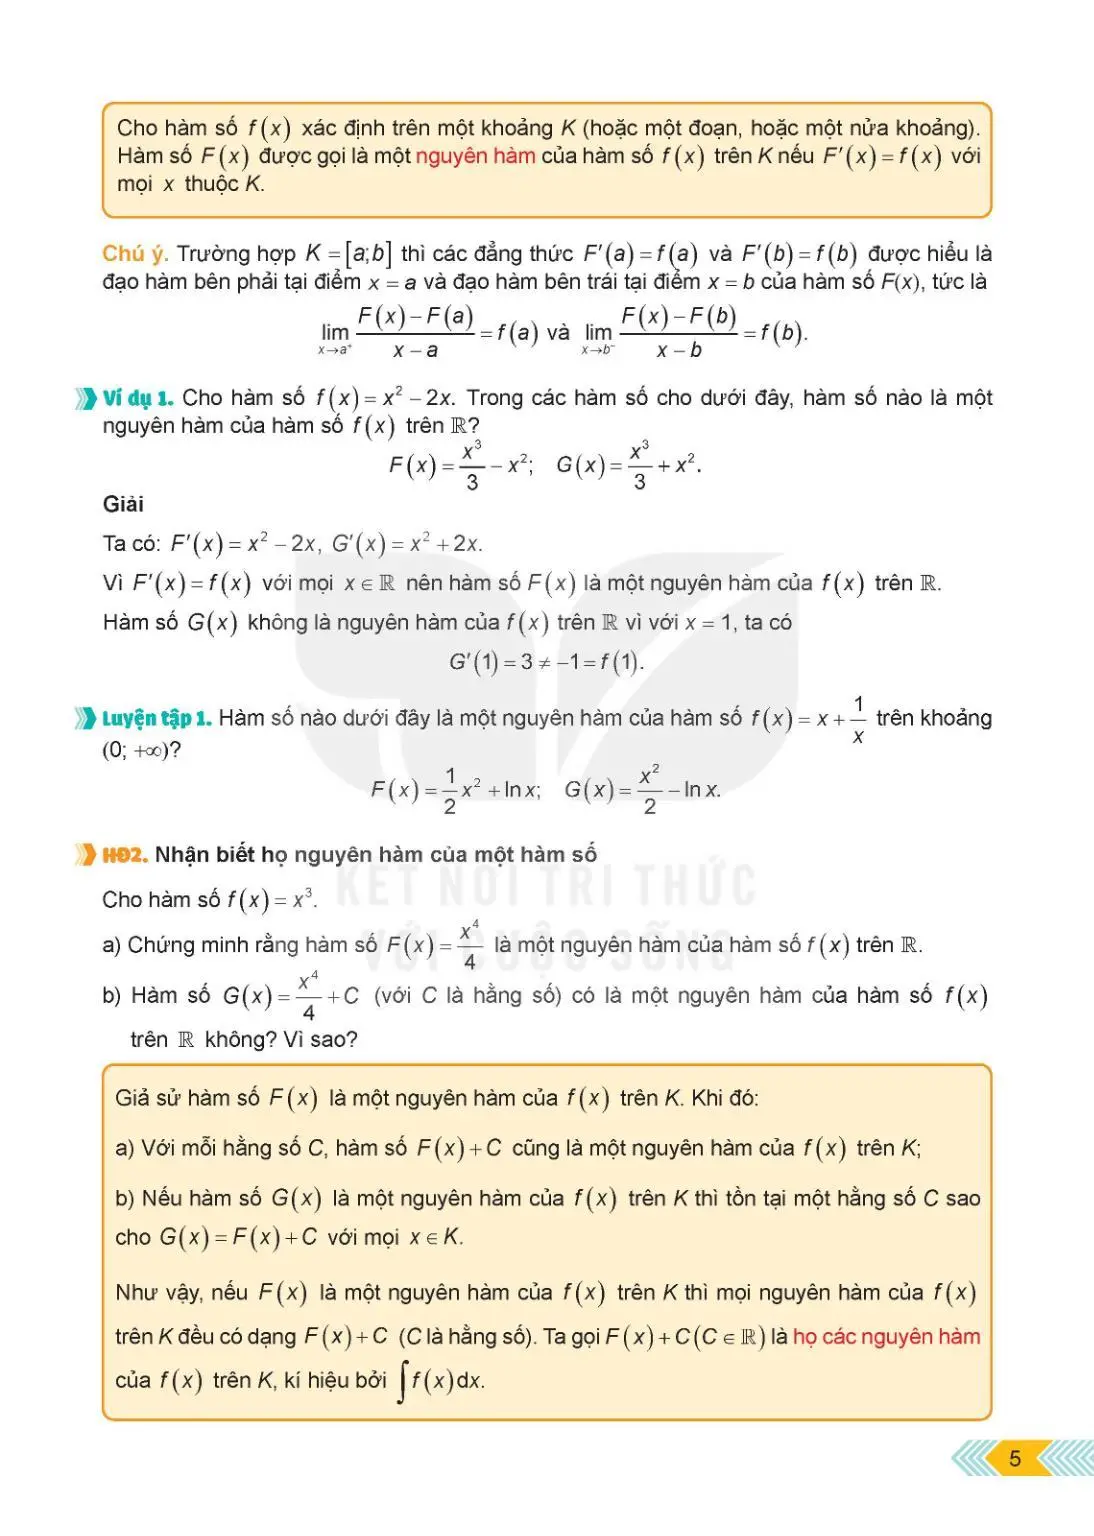 Cho hàm số f(x) xác định trên một khoảng K (hoặc một đoạn, hoặc một nửa khoảng).
Hàm số F(x) được gọi là một nguyên hàm của hàm số f(x) trên K nếu F′(x) = f(x) với
mọi x thuộc K.
Chú ý. Trường hợp K = [a;b] thì các đẳng thức F′(a) = f(a) và F′(b) = f(b) được hiểu là
đạo hàm bên phải tại điểm x = a và đạo hàm bên trái tại điểm x = b của hàm số F(x), tức là
lim_{x→a⁺} (F(x) − F(a))/(x − a) = f(a) và lim_{x→b⁻} (F(x) − F(b))/(x − b) = f(b).
Ví dụ 1. Cho hàm số f(x) = x² − 2x. Trong các hàm số cho dưới đây, hàm số nào là một
nguyên hàm của hàm số f(x) trên ℝ?
F(x) = x³/3 − x²; G(x) = x³/3 + x².
Giải
Ta có: F′(x) = x² − 2x, G′(x) = x² + 2x.
Vì F′(x) = f(x) với mọi x ∈ ℝ nên hàm số F(x) là một nguyên hàm của f(x) trên ℝ.
Hàm số G(x) không là nguyên hàm của f(x) trên ℝ vì với x = 1, ta có
G′(1) = 3 ≠ −1 = f(1).
Luyện tập 1. Hàm số nào dưới đây là một nguyên hàm của hàm số f(x) = x + 1/x trên khoảng
(0; +∞)?
F(x) = 1/2 x² + ln x; G(x) = x²/2 − ln x.
HĐ2. Nhận biết họ nguyên hàm của một hàm số
KẾT NỐI TRI THỨC
Cho hàm số f(x) = x³.
a) Chứng minh rằng hàm số F(x) = x⁴/4 là một nguyên hàm của hàm số f(x) trên ℝ.
VỚI CUỘC SỐNG
b) Hàm số G(x) = x⁴/4 + C (với C là hằng số) có là một nguyên hàm của hàm số f(x)
trên ℝ không? Vì sao?
Giả sử hàm số F(x) là một nguyên hàm của f(x) trên K. Khi đó:
a) Với mỗi hằng số C, hàm số F(x) + C cũng là một nguyên hàm của f(x) trên K;
b) Nếu hàm số G(x) là một nguyên hàm của f(x) trên K thì tồn tại một hằng số C sao
cho G(x) = F(x) + C với mọi x ∈ K.
Như vậy, nếu F(x) là một nguyên hàm của f(x) trên K thì mọi nguyên hàm của f(x)
trên K đều có dạng F(x) + C (C là hằng số). Ta gọi F(x) + C (C ∈ ℝ) là họ các nguyên hàm
của f(x) trên K, kí hiệu bởi ∫f(x)dx.
5